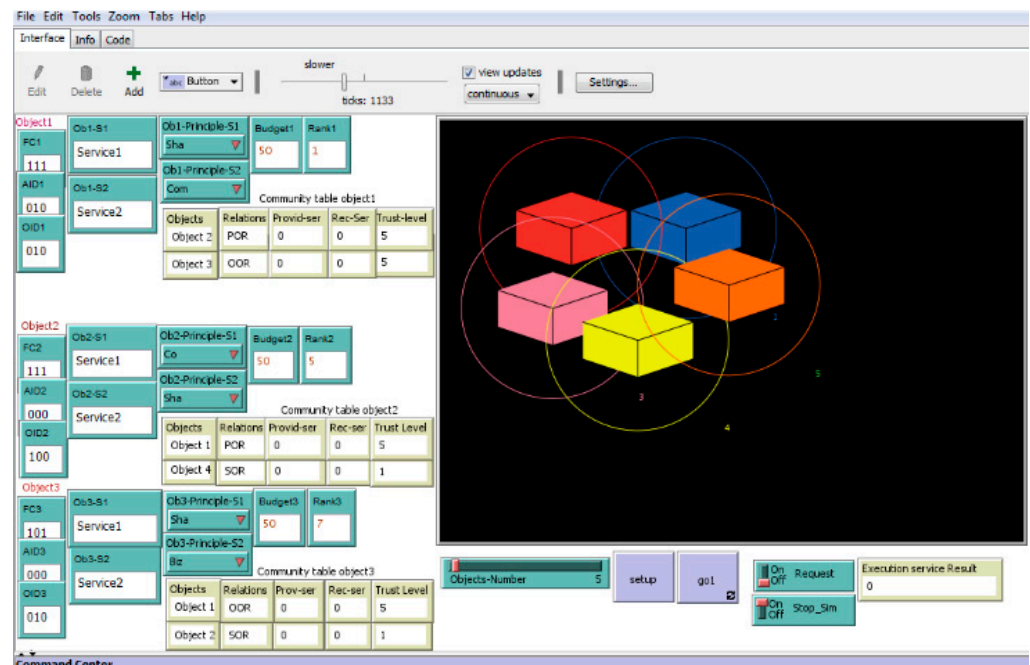 File Edit Tools Zoom Tabs Help
Interface Info Code
Edit Delete Add abc Button slower ticks: 1133 view updates continuous Settings...
Object1
FC1 111
AID1 010
OID1 010
Ob1-S1 Service1
Ob1-S2 Service2
Ob1-Principle-S1 Sha
Ob1-Principle-S2 Com
Budget1 50
Rank1 1
Community table object1
Objects Relations Provid-ser Rec-Ser Trust-level
Object 2 POR 0 0 5
Object 3 OOR 0 0 5
Object2
FC2 111
AID2 000
OID2 100
Ob2-S1 Service1
Ob2-S2 Service2
Ob2-Principle-S1 Co
Ob2-Principle-S2 Sha
Budget2 50
Rank2 5
Community table object2
Objects Relations Provid-ser Rec-ser Trust Level
Object 1 POR 0 0 5
Object 4 SOR 0 0 1
Object3
FC3 101
AID3 000
OID3 010
Ob3-S1 Service1
Ob3-S2 Service2
Ob3-Principle-S1 Sha
Ob3-Principle-S2 Biz
Budget3 50
Rank3 7
Community table object3
Objects Relations Prov-ser Rec-ser Trust Level
Object 1 OOR 0 0 5
Object 2 SOR 0 0 1
3
5
4
Objects-Number 5
setup
go1
On Off Request
On Off Stop_Sim
Execution service Result
0
Command Center